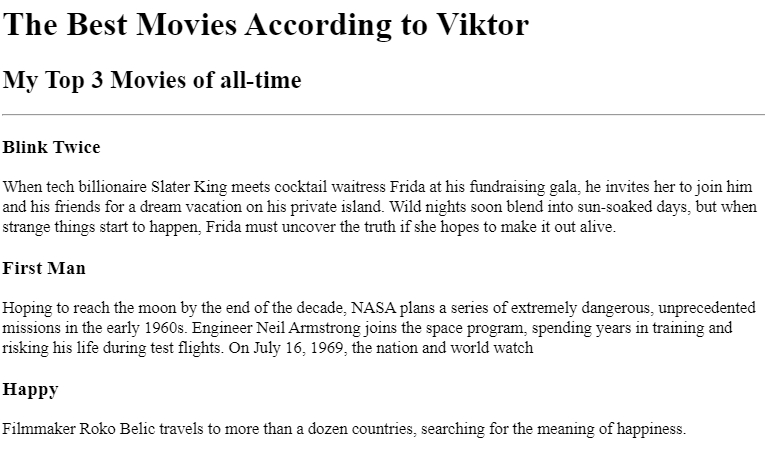 The Best Movies According to Viktor
My Top 3 Movies of all-time
Blink Twice
When tech billionaire Slater King meets cocktail waitress Frida at his fundraising gala, he invites her to join him
and his friends for a dream vacation on his private island. Wild nights soon blend into sun-soaked days, but when
strange things start to happen, Frida must uncover the truth if she hopes to make it out alive.
First Man
Hoping to reach the moon by the end of the decade, NASA plans a series of extremely dangerous, unprecedented
missions in the early 1960s. Engineer Neil Armstrong joins the space program, spending years in training and
risking his life during test flights. On July 16, 1969, the nation and world watch
Happy
Filmmaker Roko Belic travels to more than a dozen countries, searching for the meaning of happiness.